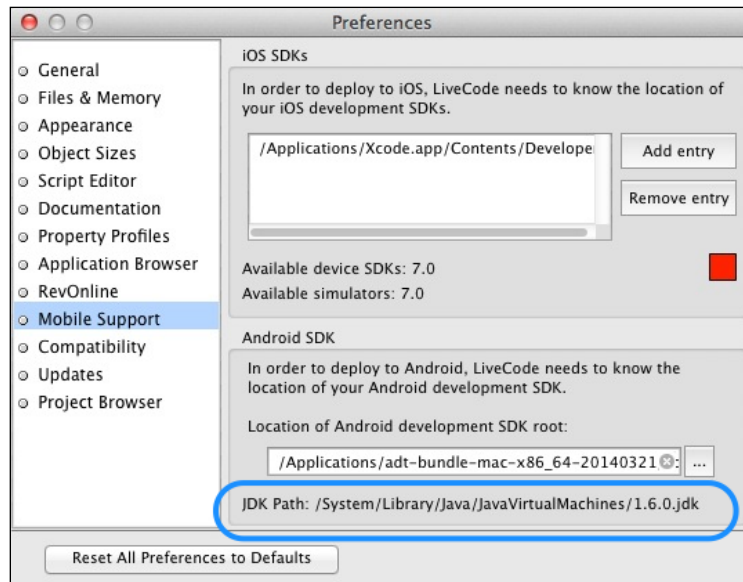 Preferences
General
Files & Memory
Appearance
Object Sizes
Script Editor
Documentation
Property Profiles
Application Browser
RevOnline
Mobile Support
Compatibility
Updates
Project Browser
iOS SDKs
In order to deploy to iOS, LiveCode needs to know the location of
your iOS development SDKs.
/Applications/Xcode.app/Contents/Develope
Add entry
Remove entry
Available device SDKs: 7.0
Available simulators: 7.0
Android SDK
In order to deploy to Android, LiveCode needs to know the
location of your Android development SDK.
Location of Android development SDK root:
/Applications/adt-bundle-mac-x86_64-20140321
...
JDK Path: /System/Library/Java/JavaVirtualMachines/1.6.0.jdk
Reset All Preferences to Defaults